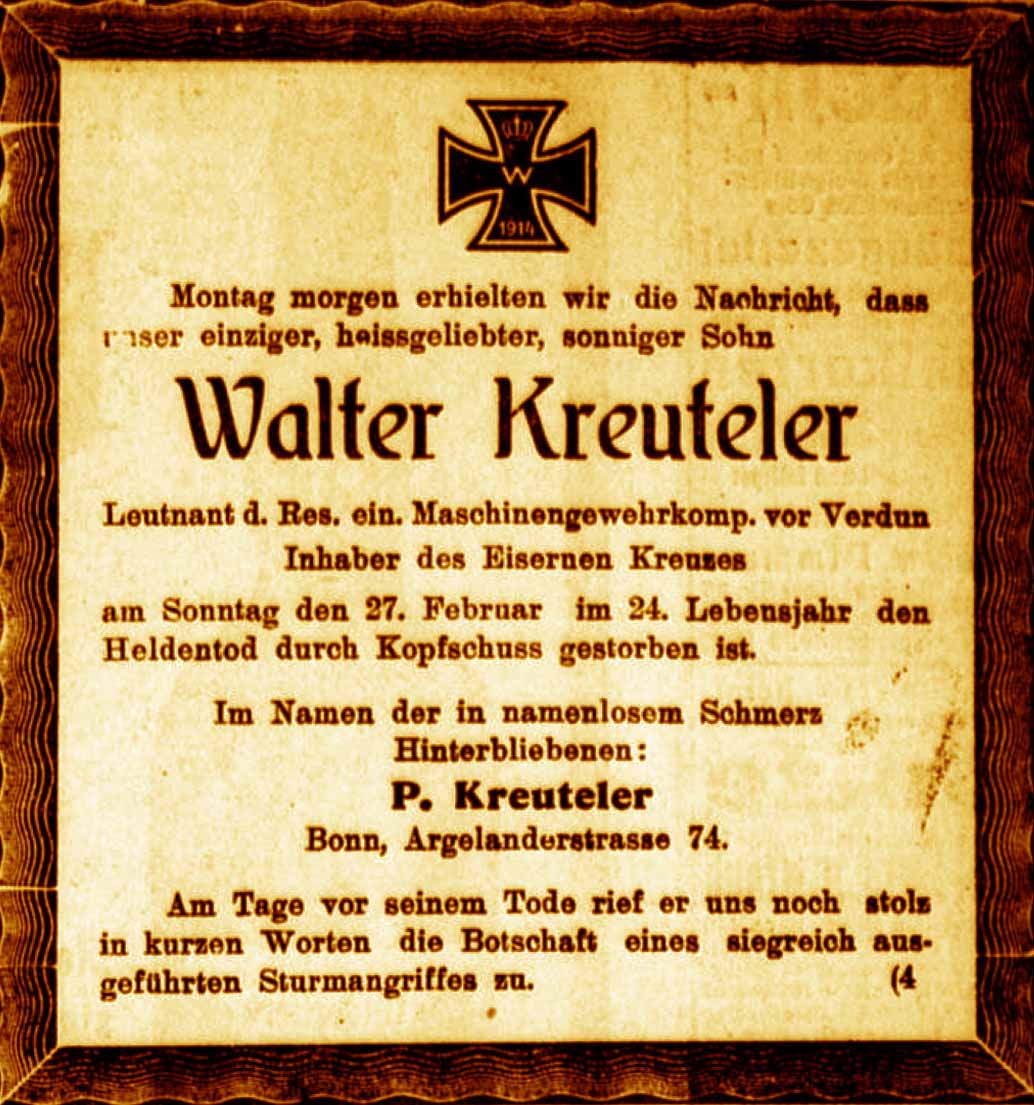 W
1914
Montag morgen erhielten wir die Nachricht, dass
unser einziger, heissgeliebter, sonniger Sohn
Walter Kreuteler
Leutnant d. Res. ein. Maschinengewehrkomp. vor Verdun
Inhaber des Eisernen Kreuzes
am Sonntag den 27. Februar im 24. Lebensjahr den
Heldentod durch Kopfschuss gestorben ist.
Im Namen der in namenlosem Schmerz
Hinterbliebenen:
P. Kreuteler
Bonn, Argelanderstrasse 74.
Am Tage vor seinem Tode rief er uns noch stolz
in kurzen Worten die Botschaft eines siegreich aus-
geführten Sturmangriffes zu. (4